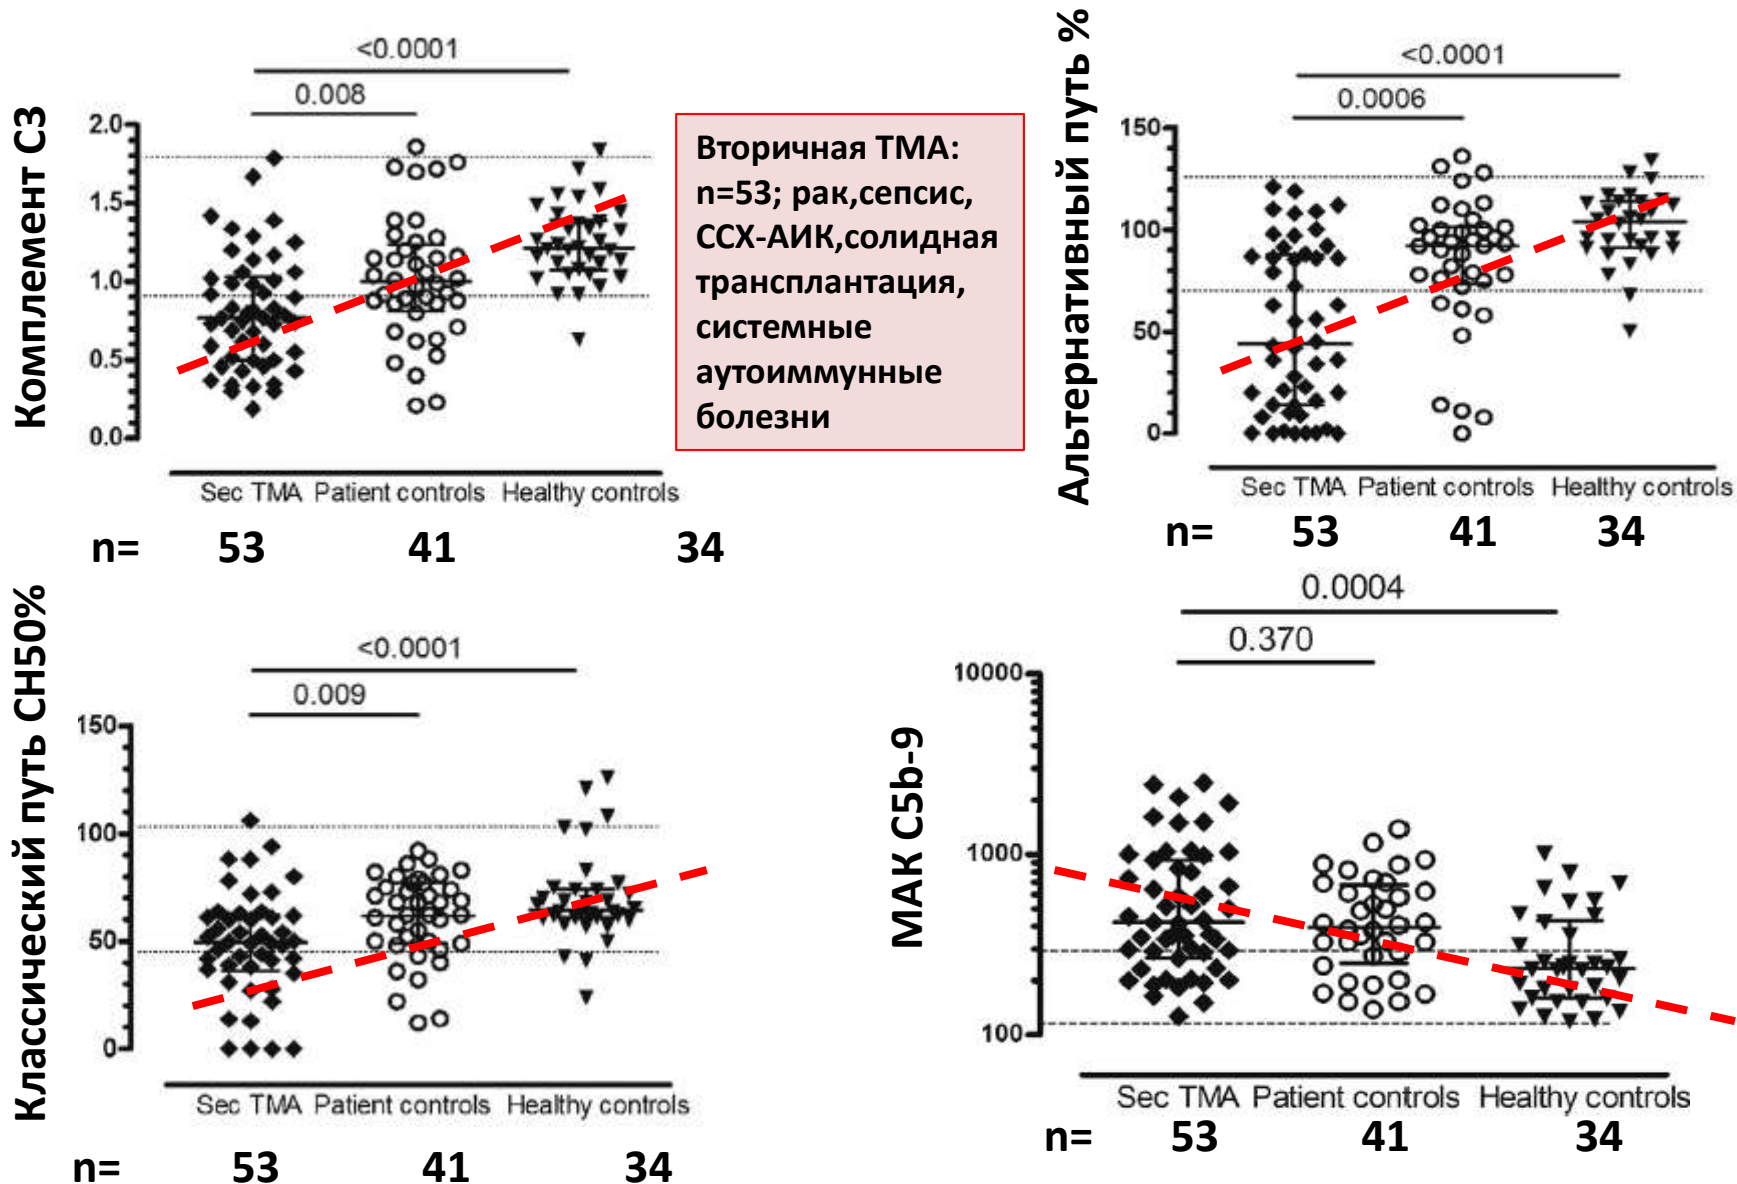 Комплемент С3
<0.0001
0.008
2.0
1.5
1.0
0.5
0.0
Sec TMA Patient controls Healthy controls
n= 53 41 34
Вторичная ТМА:
n=53; рак,сепсис,
ССХ-АИК,солидная
трансплантация,
системные
аутоиммунные
болезни
Альтернативный путь %
<0.0001
0.0006
150
100
50
0
Sec TMA Patient controls Healthy controls
n= 53 41 34
Классический путь СН50%
<0.0001
0.009
150
100
50
0
Sec TMA Patient controls Healthy controls
n= 53 41 34
МАК C5b-9
0.0004
0.370
10000
1000
100
Sec TMA Patient controls Healthy controls
n= 53 41 34